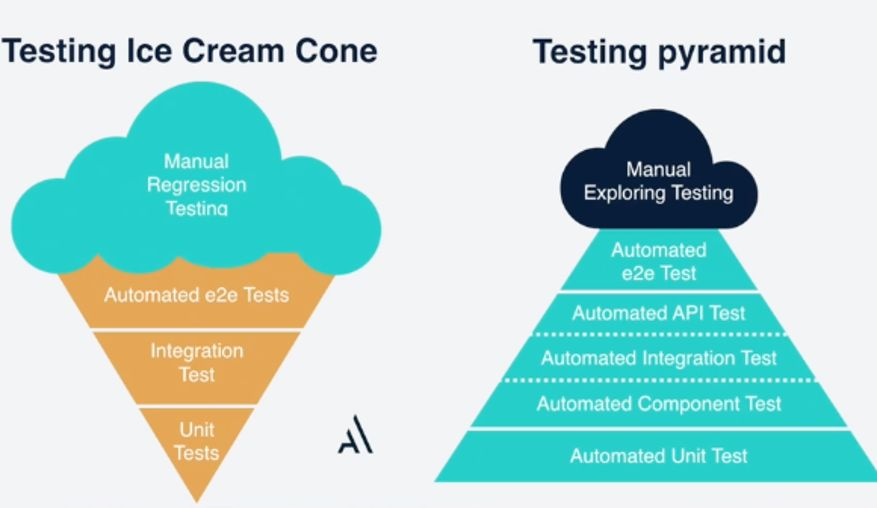 Testing Ice Cream Cone
Manual
Regression
Testing
Automated e2e Tests
Integration
Test
Unit
Tests
Testing pyramid
Manual
Exploring Testing
Automated
e2e Test
Automated API Test
Automated Integration Test
Automated Component Test
Automated Unit Test